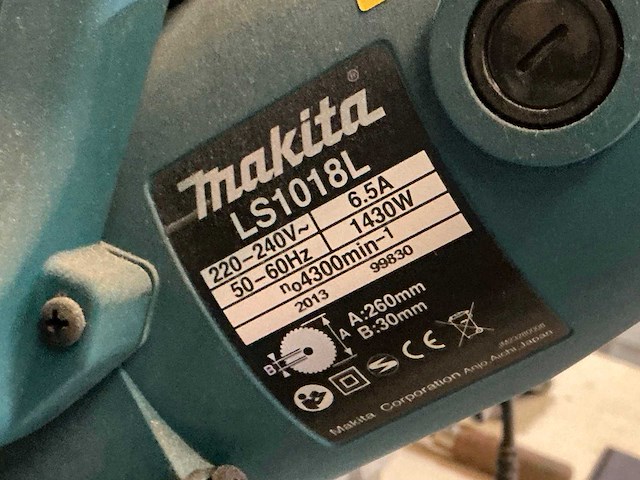 makita®
LS1018L
220-240V~ 6.5A
50-60Hz 1430W
n₀4300min-1
2013 99830
A:260mm
B:30mm
A
B
S
CE
Makita Corporation Anjo, Aichi, Japan